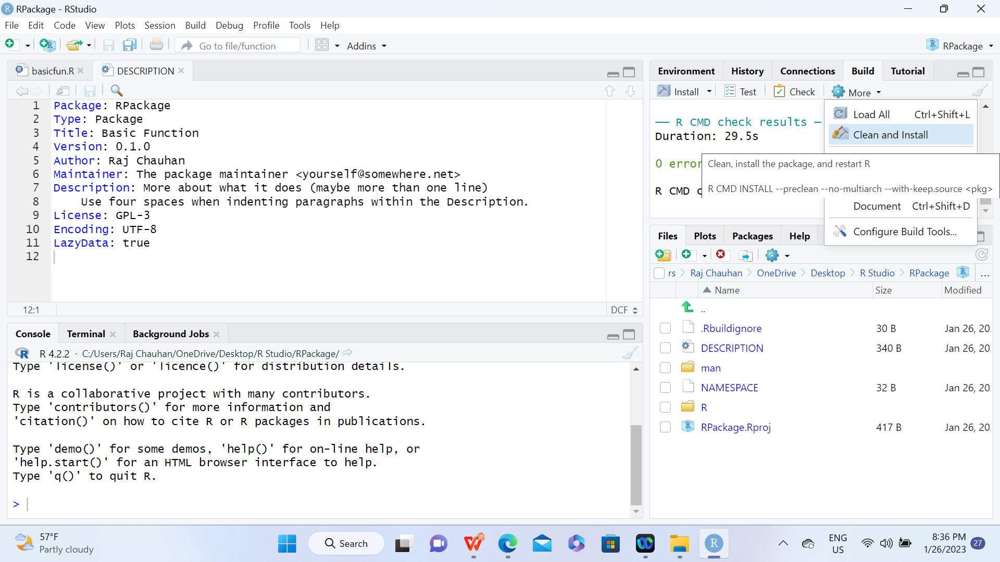 RPackage - RStudio
File Edit Code View Plots Session Build Debug Profile Tools Help
Go to file/function Addins RPackage
basicfun.R DESCRIPTION
1 Package: RPackage
2 Type: Package
3 Title: Basic Function
4 Version: 0.1.0
5 Author: Raj Chauhan
6 Maintainer: The package maintainer <yourself@somewhere.net>
7 Description: More about what it does (maybe more than one line)
8 Use four spaces when indenting paragraphs within the Description.
9 License: GPL-3
10 Encoding: UTF-8
11 LazyData: true
12
12:1 DCF
Console Terminal Background Jobs
R 4.2.2 · C:/Users/Raj Chauhan/OneDrive/Desktop/R Studio/RPackage/
Type 'license()' or 'licence()' for distribution details.
R is a collaborative project with many contributors.
Type 'contributors()' for more information and
'citation()' on how to cite R or R packages in publications.
Type 'demo()' for some demos, 'help()' for on-line help, or
'help.start()' for an HTML browser interface to help.
Type 'q()' to quit R.
>
Environment History Connections Build Tutorial
Install Test Check More
── R CMD check results ─
Duration: 29.5s
0 error
R CMD c
Load All Ctrl+Shift+L
Clean and Install
Clean, install the package, and restart R
R CMD INSTALL --preclean --no-multiarch --with-keep.source <pkg>
Document Ctrl+Shift+D
Configure Build Tools...
Files Plots Packages Help
rs Raj Chauhan OneDrive Desktop R Studio RPackage ...
Name Size Modified
..
.Rbuildignore 30 B Jan 26, 20
DESCRIPTION 340 B Jan 26, 20
man
NAMESPACE 32 B Jan 26, 20
R
RPackage.Rproj 417 B Jan 26, 20
57°F
Partly cloudy
Search
ENG
US
8:36 PM
1/26/2023
27